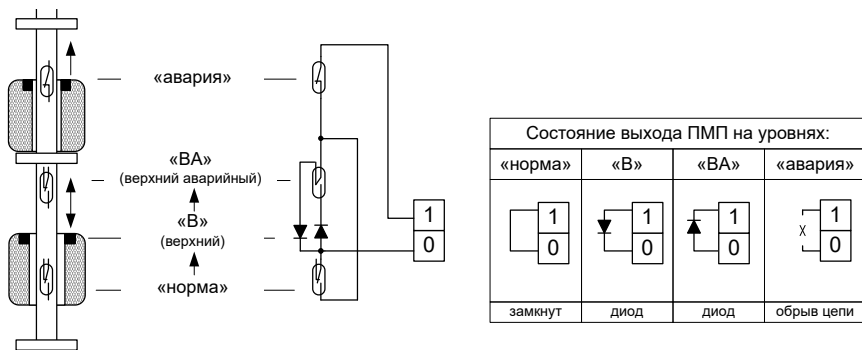 «авария»
«ВА»
(верхний аварийный)
«В»
(верхний)
«норма»
1
0
Состояние выхода ПМП на уровнях:
«норма» «В» «ВА» «авария»
1 1 1 1
0 0 0 0
замкнут диод диод обрыв цепи